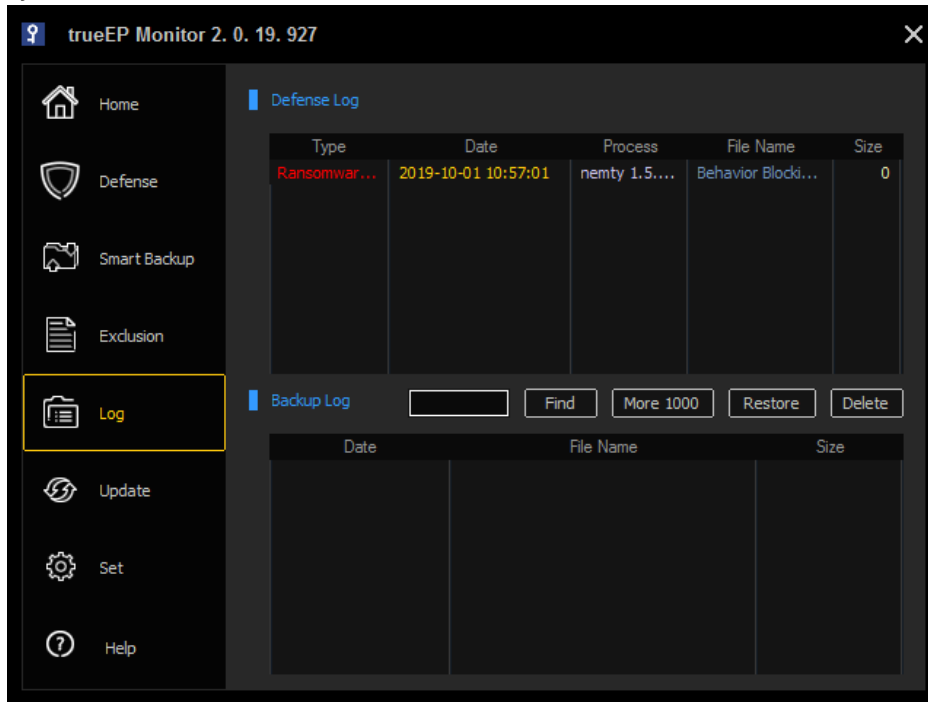 trueEP Monitor 2. 0. 19. 927
Home
Defense
Smart Backup
Exclusion
Log
Update
Set
Help
Defense Log
Type Date Process File Name Size
Ransomwar... 2019-10-01 10:57:01 nemty 1.5.... Behavior Blocki... 0
Backup Log Find More 1000 Restore Delete
Date File Name Size